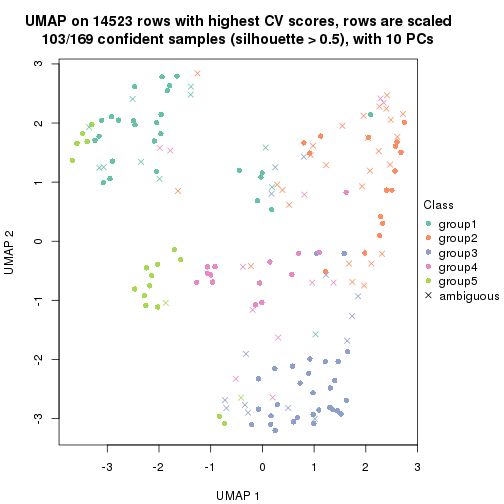 UMAP on 14523 rows with highest CV scores, rows are scaled
103/169 confident samples (silhouette > 0.5), with 10 PCs
3
2
1
0
-1
-2
-3
UMAP 2
-3
-2
-1
0
1
2
3
UMAP 1
Class
group1
group2
group3
group4
group5
ambiguous